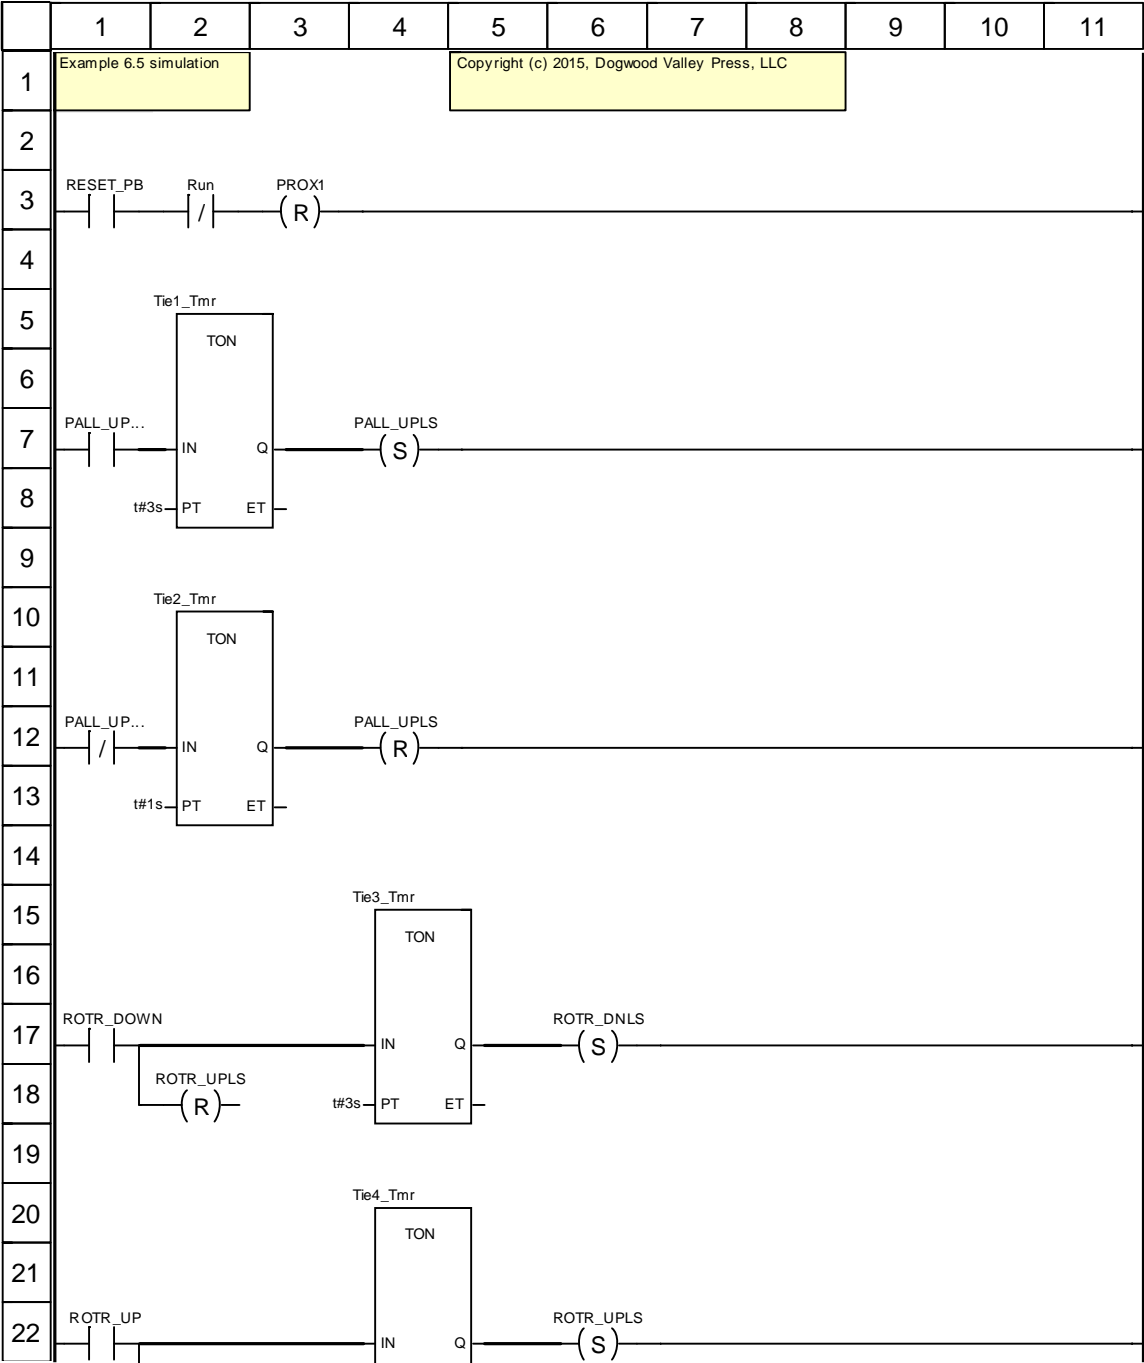 1 2 3 4 5 6 7 8 9 10 11
1
Example 6.5 simulation
Copyright (c) 2015, Dogwood Valley Press, LLC
2
RESET_PB Run PROX1
3
/ R
4
Tie1_Tmr
5
TON
6
PALL_UP... PALL_UPLS
7
IN Q S
8
t#3s PT ET
9
Tie2_Tmr
10
TON
11
PALL_UP... PALL_UPLS
12
/ IN Q R
13
t#1s PT ET
14
Tie3_Tmr
15
TON
16
ROTR_DOWN ROTR_DNLS
17
IN Q S
ROTR_UPLS
18
R t#3s PT ET
19
Tie4_Tmr
20
TON
21
ROTR_UP ROTR_UPLS
22
IN Q S